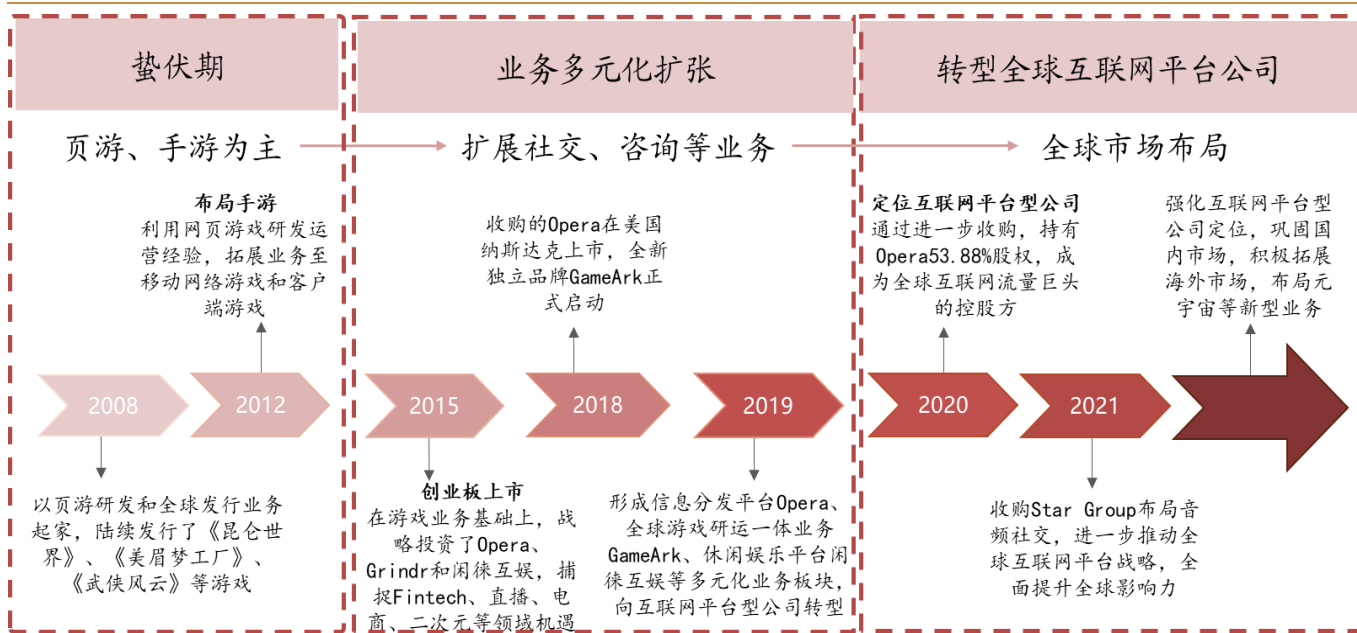 蛰伏期
业务多元化扩张
转型全球互联网平台公司
页游、手游为主
扩展社交、咨询等业务
全球市场布局
布局手游
利用网页游戏研发运
营经验，拓展业务至
移动网络游戏和客户
端游戏
收购的Opera在美国
纳斯达克上市，全新
独立品牌GameArk正
式启动
定位互联网平台型公司
通过进一步收购，持有
Opera53.88%股权，成
为全球互联网流量巨头
的控股方
强化互联网平台型
公司定位，巩固国
内市场，积极拓展
海外市场，布局元
宇宙等新型业务
2008
2012
2015
2018
2019
2020
2021
以页游研发和全球发行业务
起家，陆续发行了《昆仑世
界》、《美眉梦工厂》、
《武侠风云》等游戏
创业板上市
在游戏业务基础上，战
略投资了Opera、
Grindr和闲徕互娱，捕
捉Fintech、直播、电
商、二次元等领域机遇
形成信息分发平台Opera、
全球游戏研运一体业务
GameArk、休闲娱乐平台闲
徕互娱等多元化业务板块，
向互联网平台型公司转型
收购Star Group布局音
频社交，进一步推动全
球互联网平台战略，全
面提升全球影响力